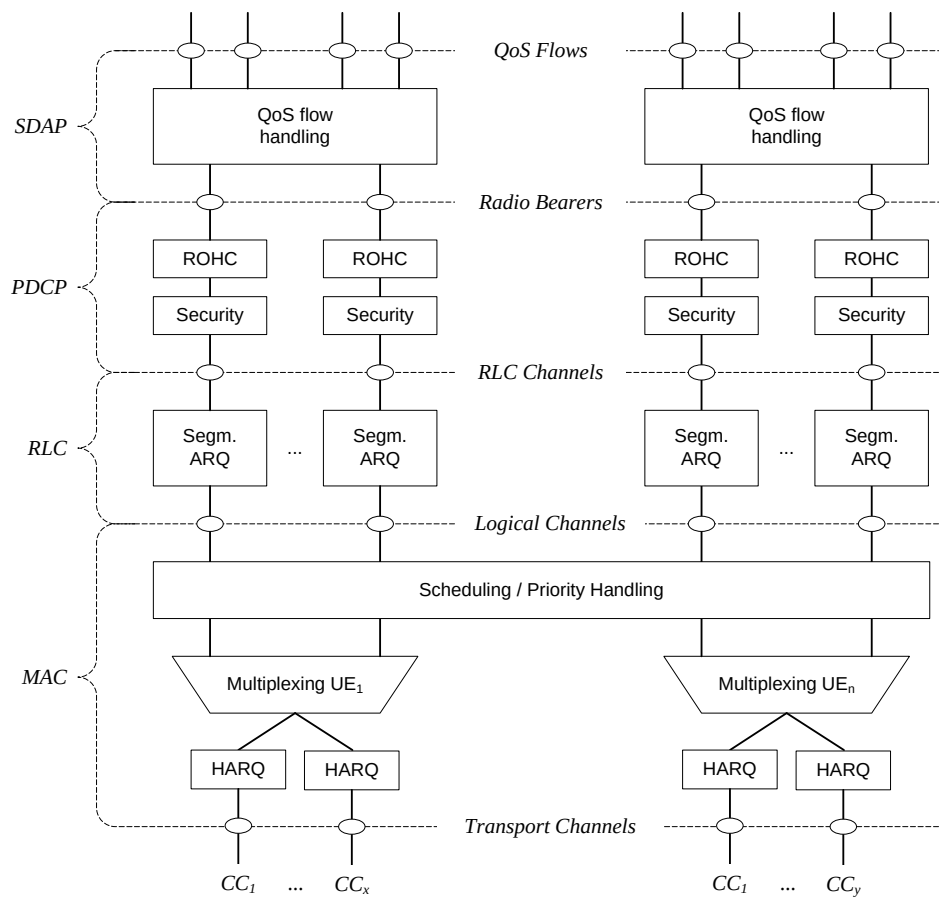 QoS Flows
QoS flow
handling
QoS flow
handling
SDAP
Radio Bearers
ROHC
ROHC
ROHC
ROHC
PDCP
Security
Security
Security
Security
RLC Channels
Segm.
ARQ
...
Segm.
ARQ
Segm.
ARQ
...
Segm.
ARQ
RLC
Logical Channels
Scheduling / Priority Handling
MAC
Multiplexing UE1
Multiplexing UEn
HARQ
HARQ
HARQ
HARQ
Transport Channels
CC1 ... CCx
CC1 ... CCy